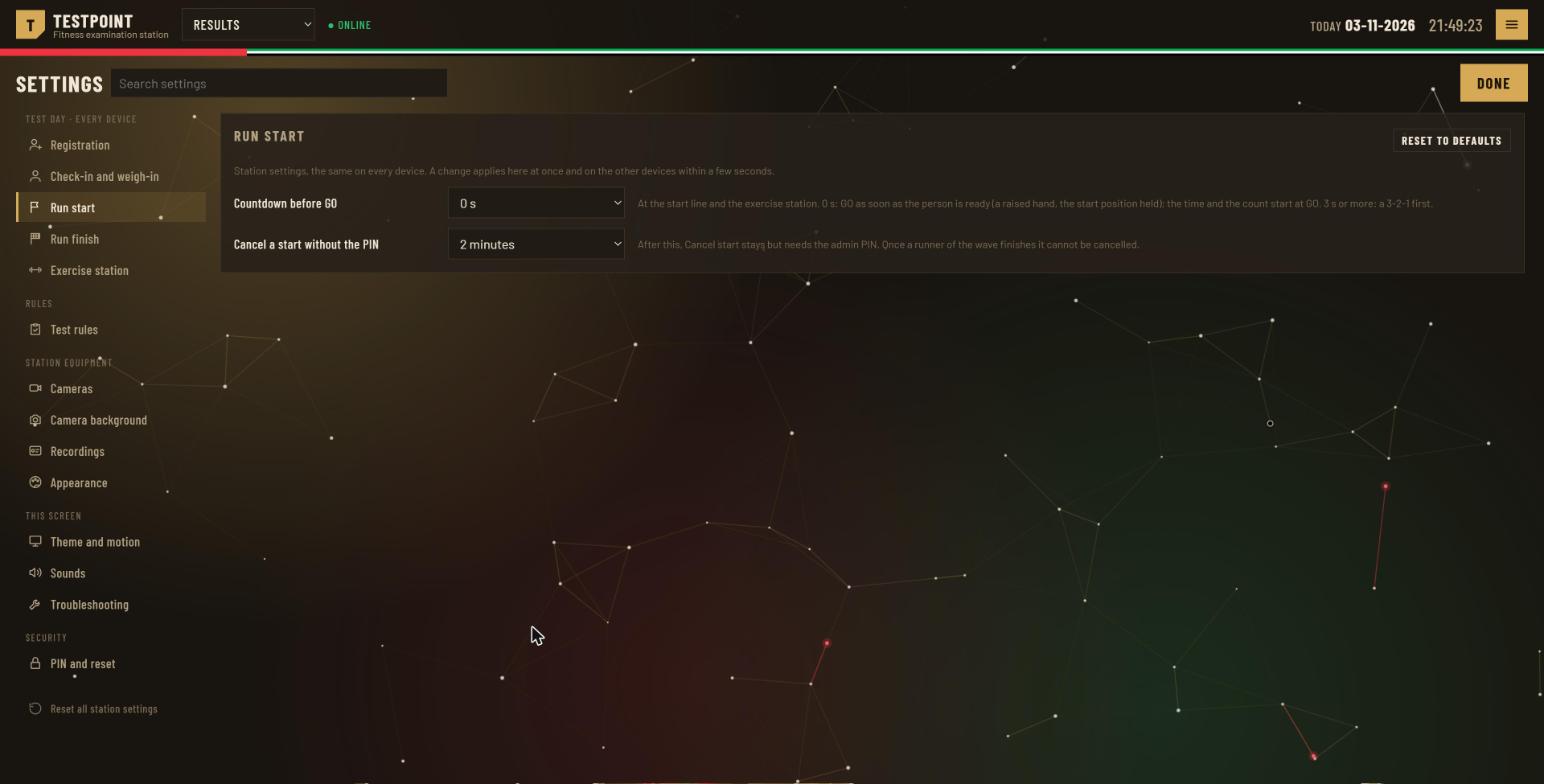 T
TESTPOINT
Fitness examination station
RESULTS
ONLINE
TODAY 03-11-2026
21:49:23
SETTINGS
Search settings
DONE
TEST DAY · EVERY DEVICE
Registration
Check-in and weigh-in
Run start
Run finish
Exercise station
RULES
Test rules
STATION EQUIPMENT
Cameras
Camera background
Recordings
Appearance
THIS SCREEN
Theme and motion
Sounds
Troubleshooting
SECURITY
PIN and reset
Reset all station settings
RUN START
RESET TO DEFAULTS
Station settings, the same on every device. A change applies here at once and on the other devices within a few seconds.
Countdown before GO
0 s
At the start line and the exercise station. 0 s: GO as soon as the person is ready (a raised hand, the start position held); the time and the count start at GO. 3 s or more: a 3-2-1 first.
Cancel a start without the PIN
2 minutes
After this, Cancel start stays but needs the admin PIN. Once a runner of the wave finishes it cannot be cancelled.